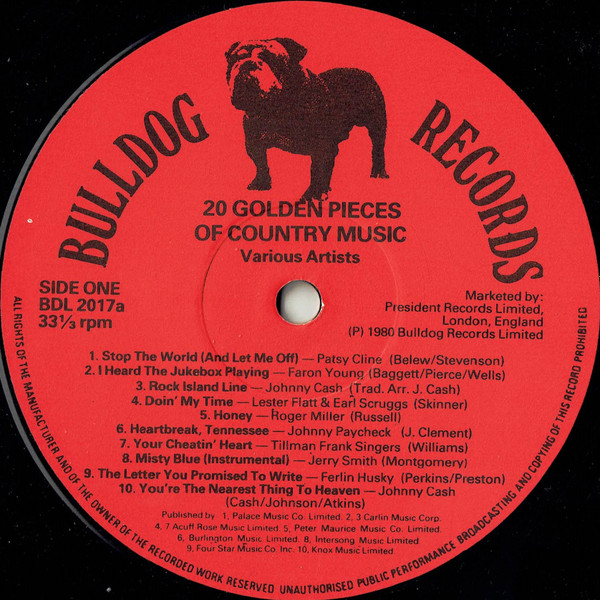 BULLDOG RECORDS
20 GOLDEN PIECES
OF COUNTRY MUSIC
Various Artists
SIDE ONE
BDL 2017a
33⅓ rpm
Marketed by:
President Records Limited,
London, England
(P) 1980 Bulldog Records Limited
1. Stop The World (And Let Me Off) — Patsy Cline (Belew/Stevenson)
2. I Heard The Jukebox Playing — Faron Young (Baggett/Pierce/Wells)
3. Rock Island Line — Johnny Cash (Trad. Arr. J. Cash)
4. Doin' My Time — Lester Flatt & Earl Scruggs (Skinner)
5. Honey — Roger Miller (Russell)
6. Heartbreak, Tennessee — Johnny Paycheck (J. Clement)
7. Your Cheatin' Heart — Tillman Frank Singers (Williams)
8. Misty Blue (Instrumental) — Jerry Smith (Montgomery)
9. The Letter You Promised To Write — Ferlin Husky (Perkins/Preston)
10. You're The Nearest Thing To Heaven — Johnny Cash
(Cash/Johnson/Atkins)
Published by 1, Palace Music Co. Limited. 2, 3 Carlin Music Corp.
4, 7 Acuff Rose Music Limited. 5, Peter Maurice Music Co. Limited.
6, Burlington Music Limited. 8, Intersong Music Limited.
9, Four Star Music Co. Inc. 10, Knox Music Limited.
ALL RIGHTS OF THE MANUFACTURER AND OF THE OWNER OF THE RECORDED WORK RESERVED UNAUTHORISED PUBLIC PERFORMANCE BROADCASTING AND COPYING OF THIS RECORD PROHIBITED